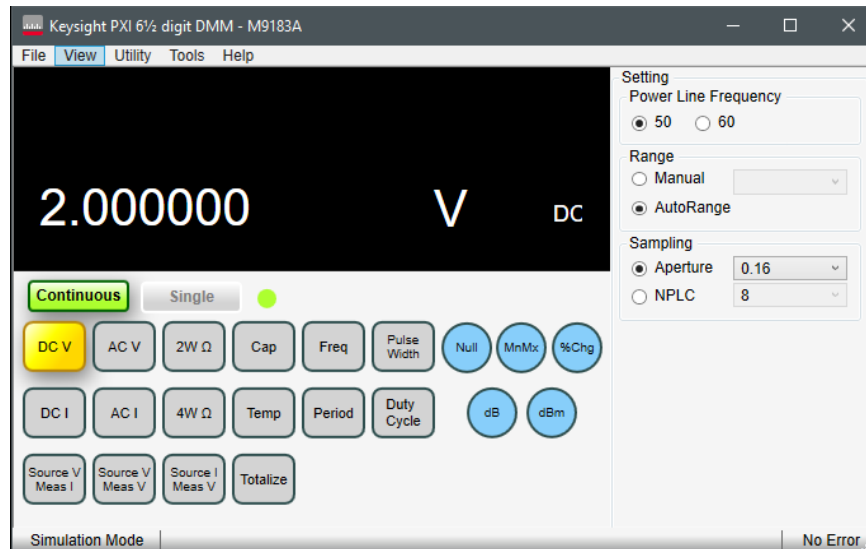 Keysight PXI 6½ digit DMM - M9183A
File View Utility Tools Help
2.000000 V DC
Setting
Power Line Frequency
50 60
Range
Manual
AutoRange
Sampling
Aperture 0.16
NPLC 8
Continuous Single
DC V AC V 2W Ω Cap Freq Pulse Width Null MnMx %Chg
DC I AC I 4W Ω Temp Period Duty Cycle dB dBm
Source V Meas I Source V Meas V Source I Meas V Totalize
Simulation Mode No Error